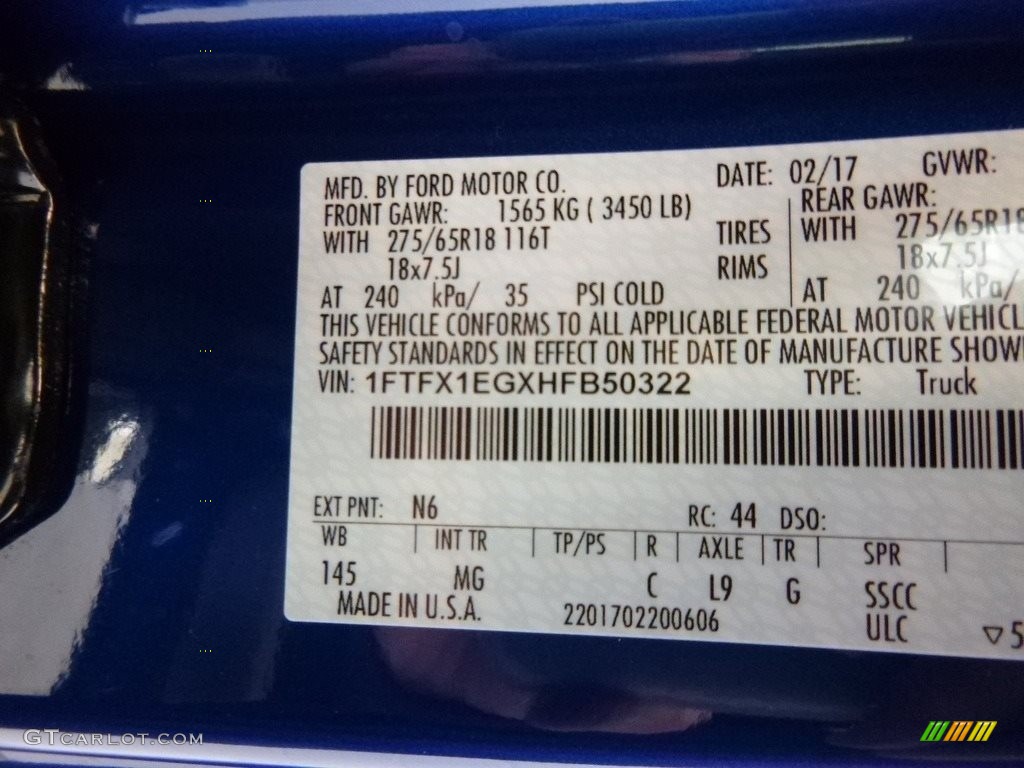 MFD. BY FORD MOTOR CO. DATE: 02/17 GVWR:
FRONT GAWR: 1565 KG ( 3450 LB) REAR GAWR:
WITH 275/65R18 116T TIRES WITH 275/65R18
18x7.5J RIMS 18x7.5J
AT 240 kPa/ 35 PSI COLD AT 240 kPa/
THIS VEHICLE CONFORMS TO ALL APPLICABLE FEDERAL MOTOR VEHICL
SAFETY STANDARDS IN EFFECT ON THE DATE OF MANUFACTURE SHOW
VIN: 1FTFX1EGXHFB50322 TYPE: Truck
EXT PNT: N6 RC: 44 DSO:
WB INT TR TP/PS R AXLE TR SPR
145 MG C L9 G SSCC
MADE IN U.S.A. 2201702200606 ULC ▽5
GTCARLOT.COM